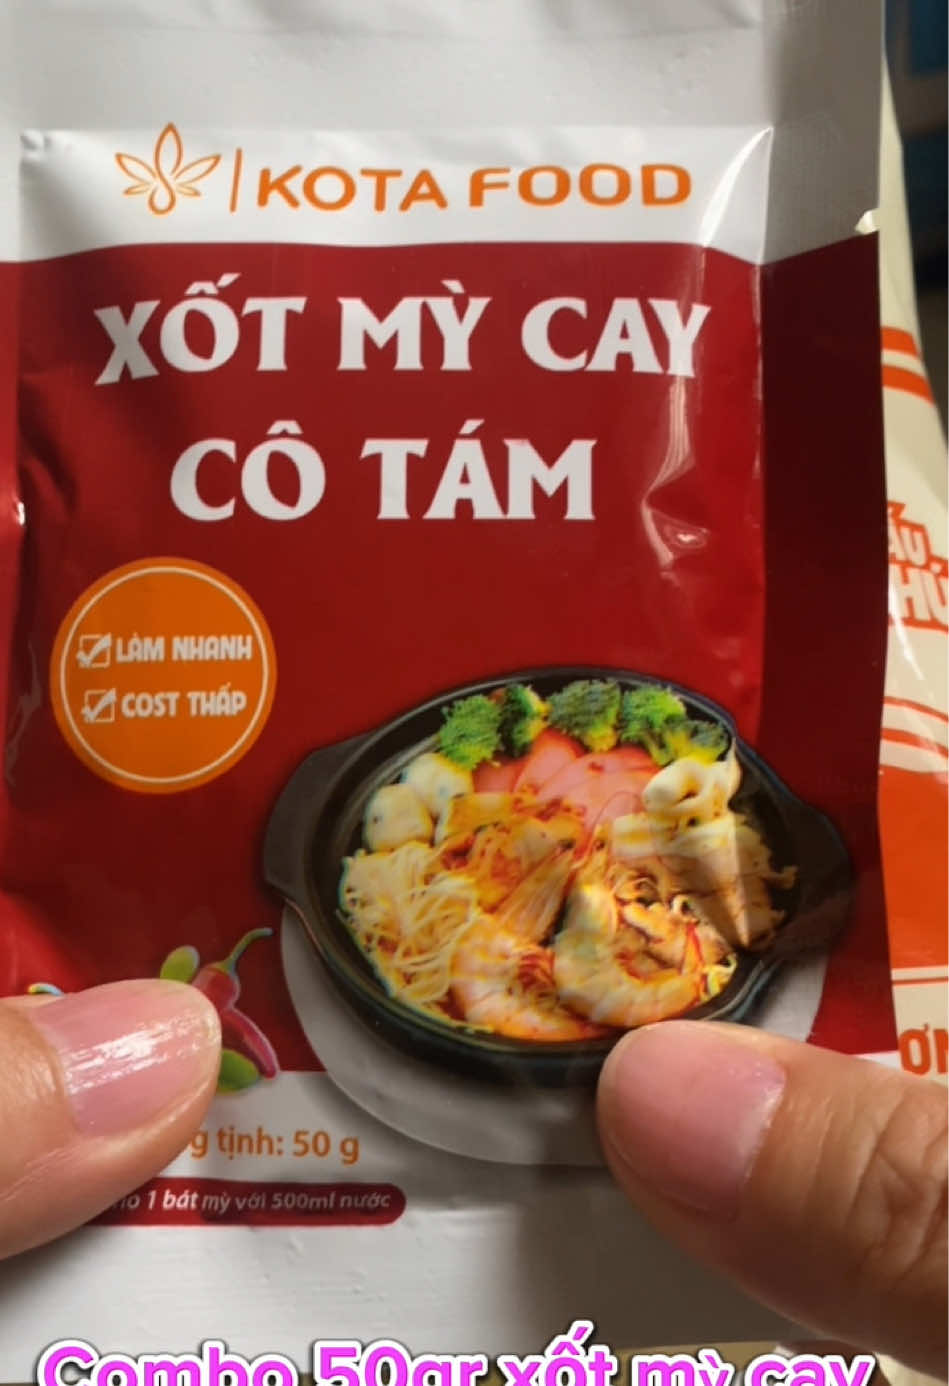 KOTA FOOD
XỐT MỲ CAY
CÔ TÁM
LÀM NHANH
COST THẤP
tịnh: 50 g
1 bát mỳ với 500ml nước
Combo 50gr xốt mỳ cay